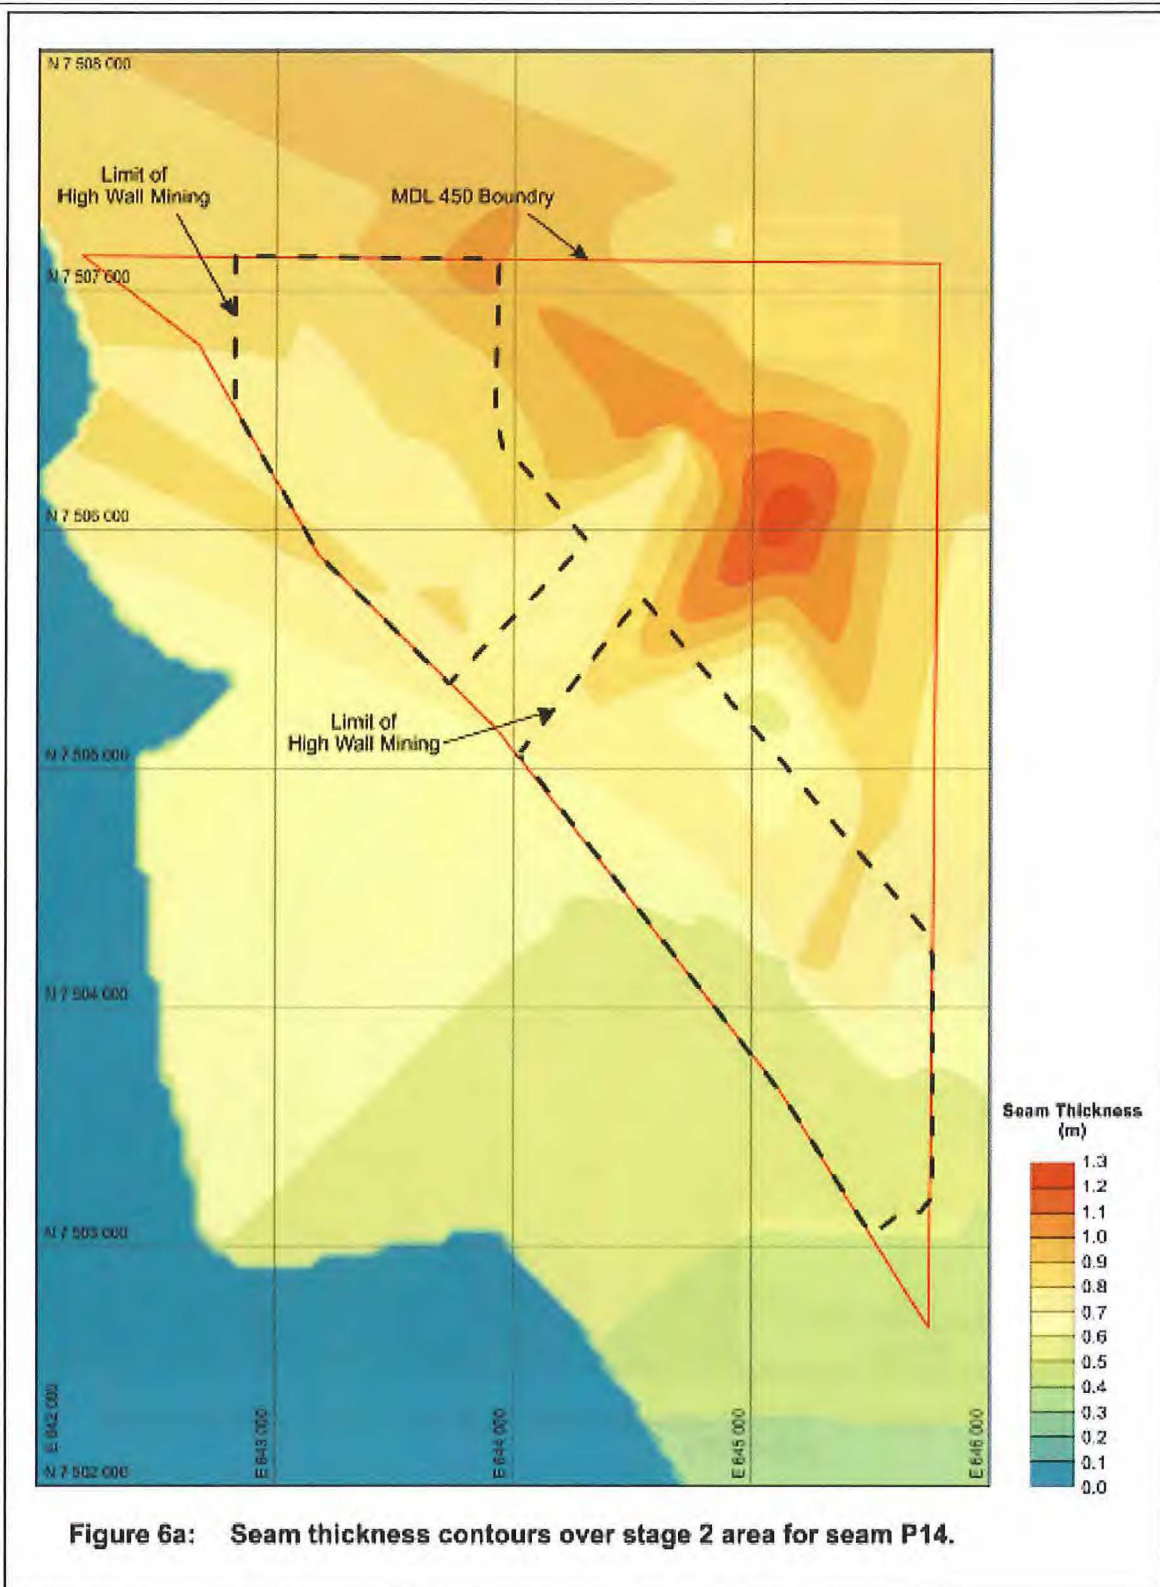 N 7 508 000
Limit of
High Wall Mining
MDL 450 Boundry
N 7 507 000
N 7 506 000
Limit of
High Wall Mining
N 7 505 000
N 7 504 000
N 7 503 000
N 7 502 000
E 642 000
E 643 000
E 644 000
E 645 000
E 646 000
Seam Thickness
(m)
1.3
1.2
1.1
1.0
0.9
0.8
0.7
0.6
0.5
0.4
0.3
0.2
0.1
0.0
Figure 6a: Seam thickness contours over stage 2 area for seam P14.